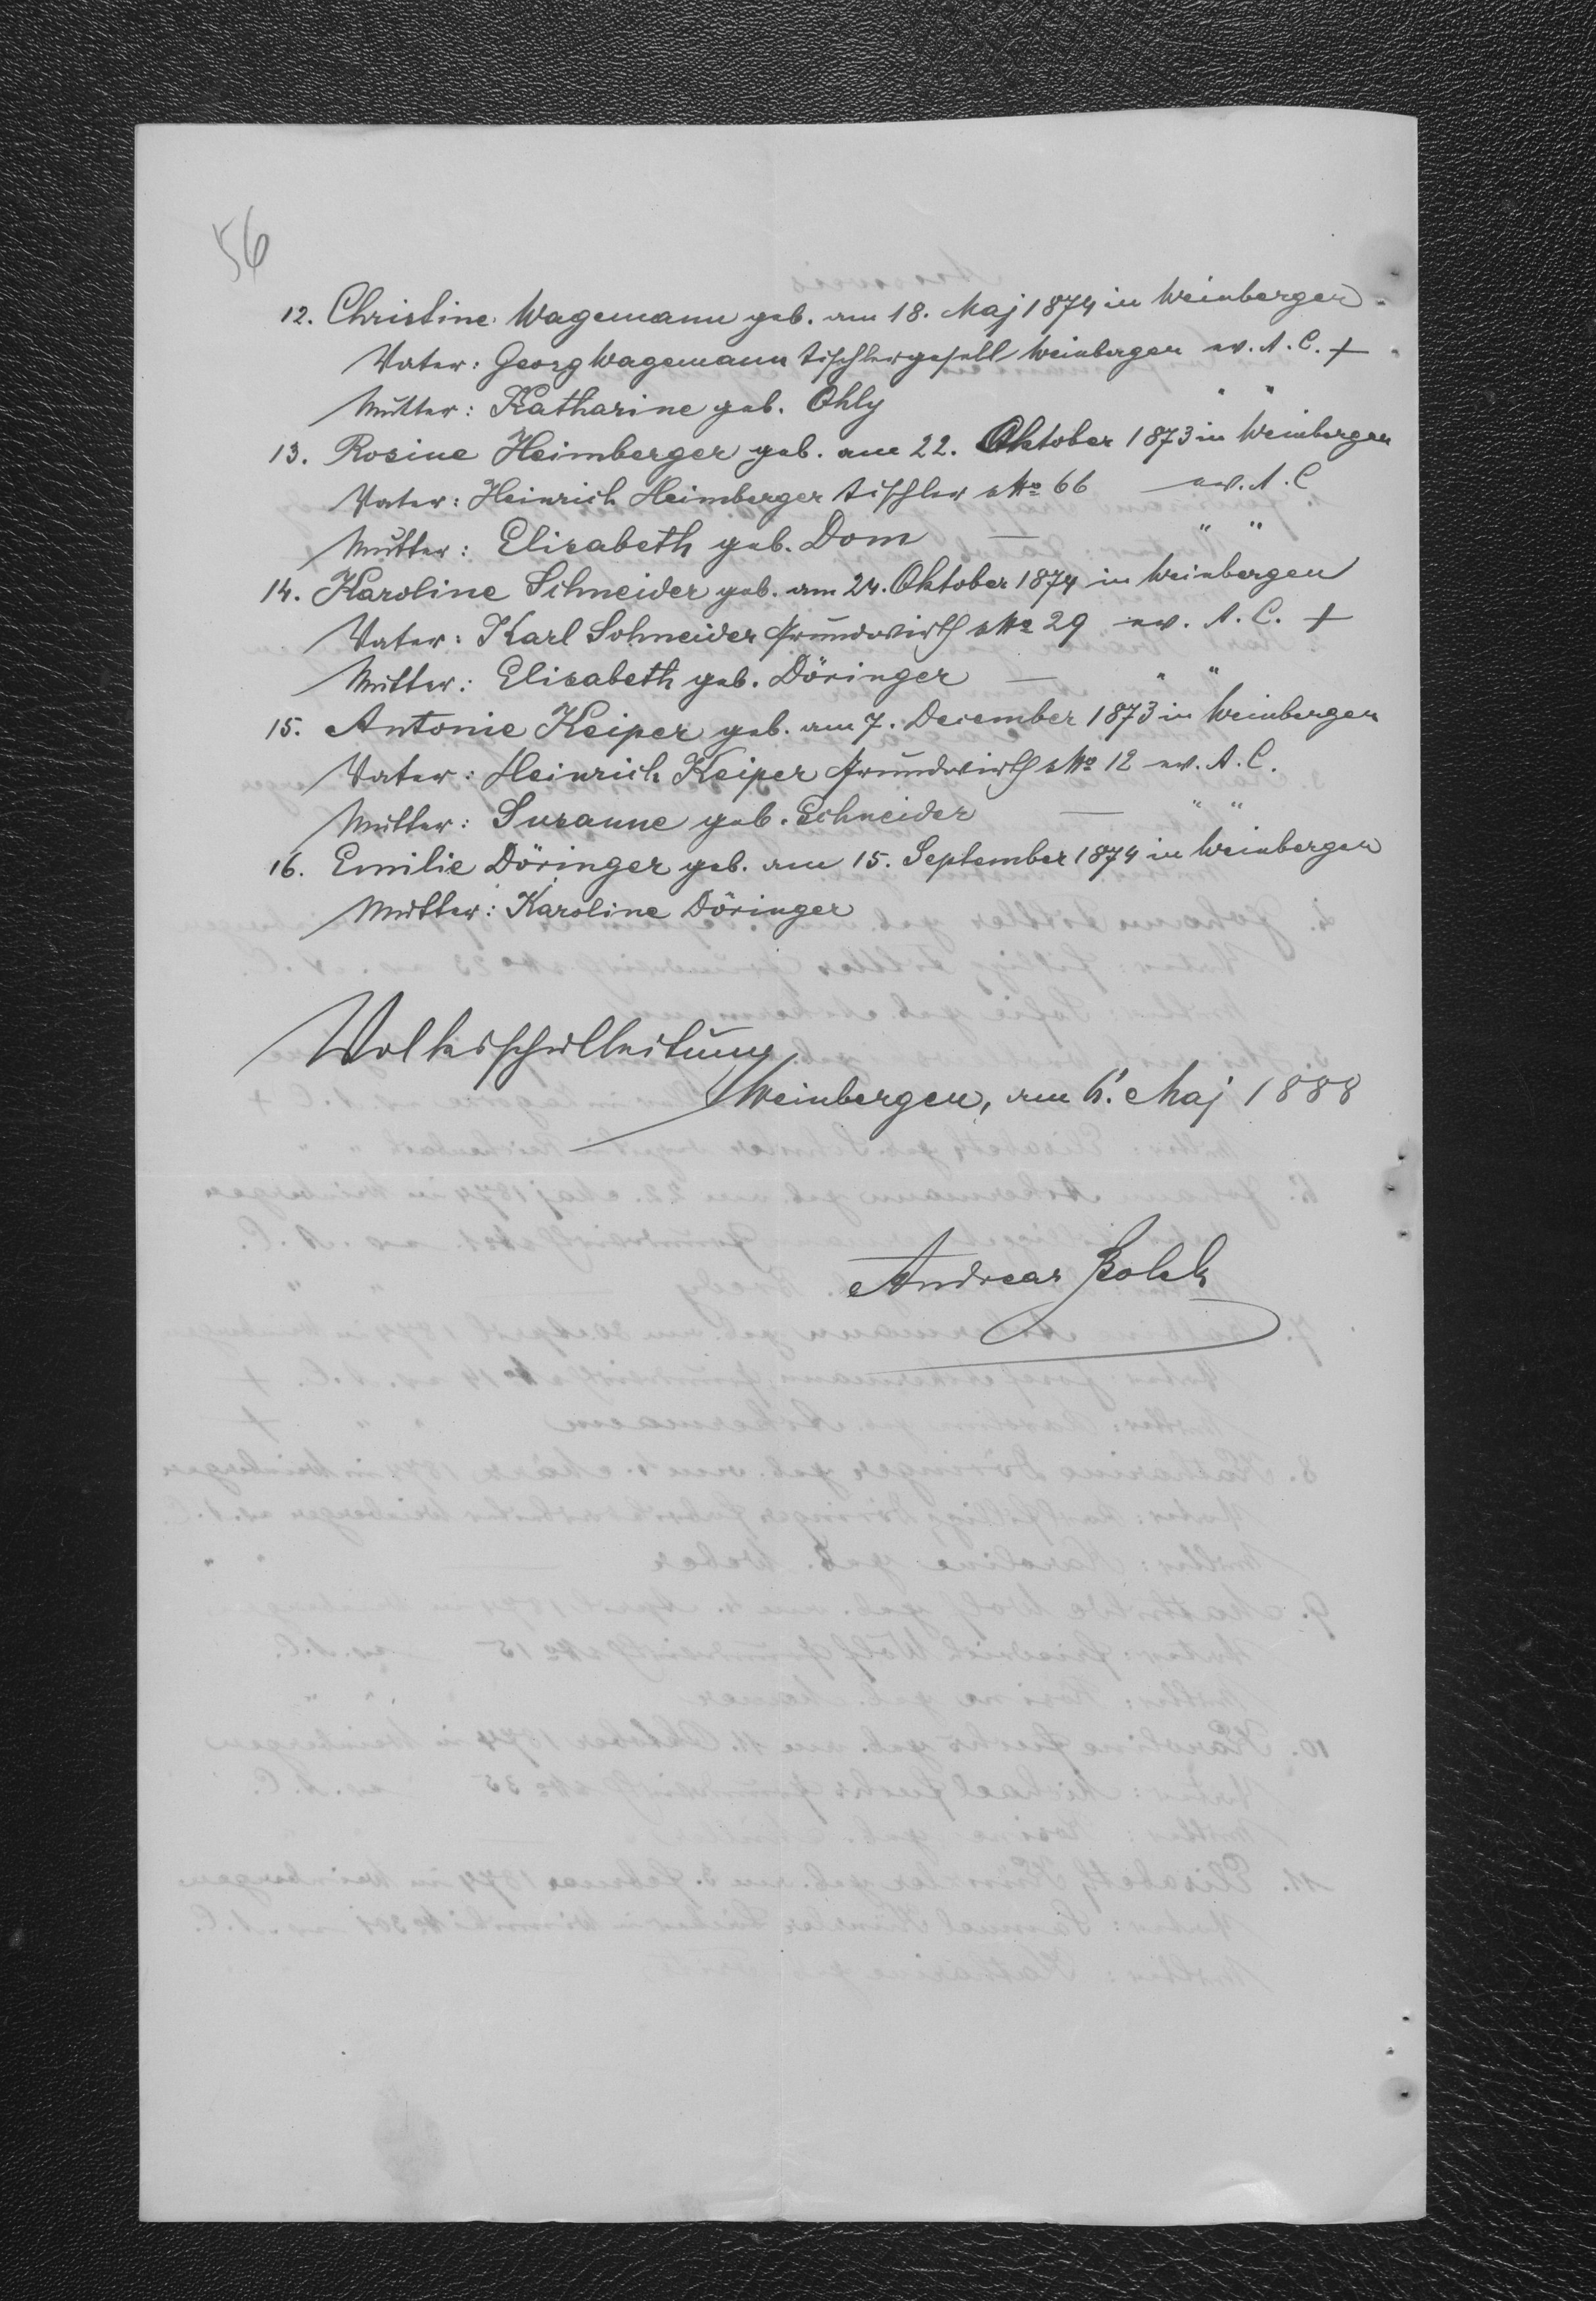 56
12. Christine Wagemann geb. am 18. Maj 1874 in Weinbergen
Vater: Georg Wagemann Tischlergesell Weinbergen ev. A. C. +
Mutter: Katharine geb. Ohly " "
13. Rosine Heimberger geb. am 22. Oktober 1873 in Weinbergen
Vater: Heinrich Heimberger Tischler No 66 — ev. A. C
Mutter: Elisabeth geb. Dom — " "
14. Karoline Schneider geb. am 24. Oktober 1874 in Weinbergen
Vater: Karl Schneider Grundwirth No 29 ev. A. C. +
Mutter: Elisabeth geb. Döringer — " "
15. Antonie Keiper geb. am 7. December 1873 in Weinbergen
Vater: Heinrich Keiper Grundwirth No 12 ev. A. C.
Mutter: Susanne geb. Schneider — " "
16. Emilie Döringer geb. am 15. September 1874 in Weinbergen
Mutter: Karoline Döringer
Volksschulleitung
Weinbergen, am 6. Maj 1888
Andreas